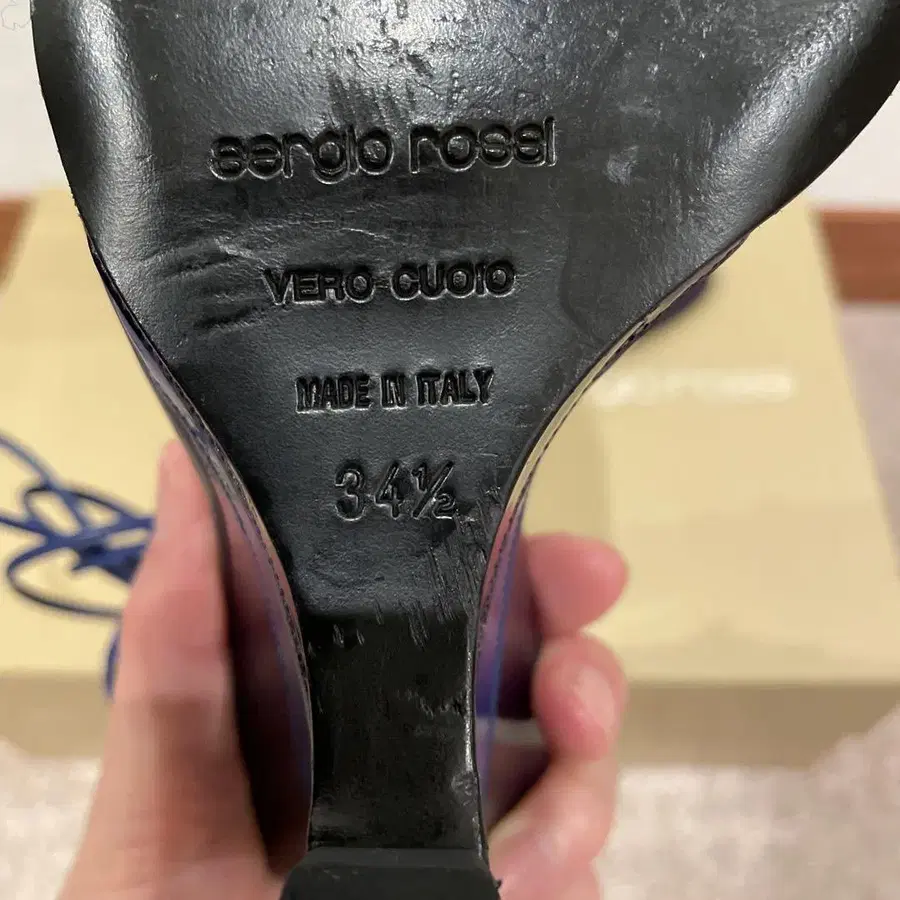 sergio rossi
VERO CUOIO
MADE IN ITALY
34½